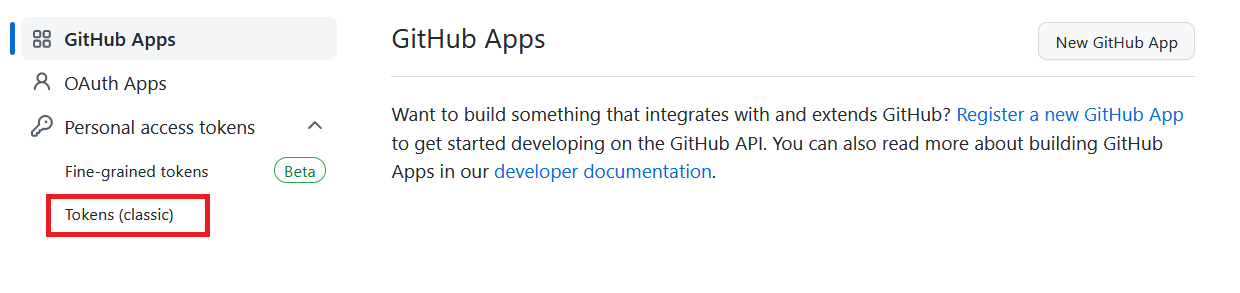 GitHub Apps
OAuth Apps
Personal access tokens
Fine-grained tokens Beta
Tokens (classic)
GitHub Apps
New GitHub App
Want to build something that integrates with and extends GitHub? Register a new GitHub App
to get started developing on the GitHub API. You can also read more about building GitHub
Apps in our developer documentation.